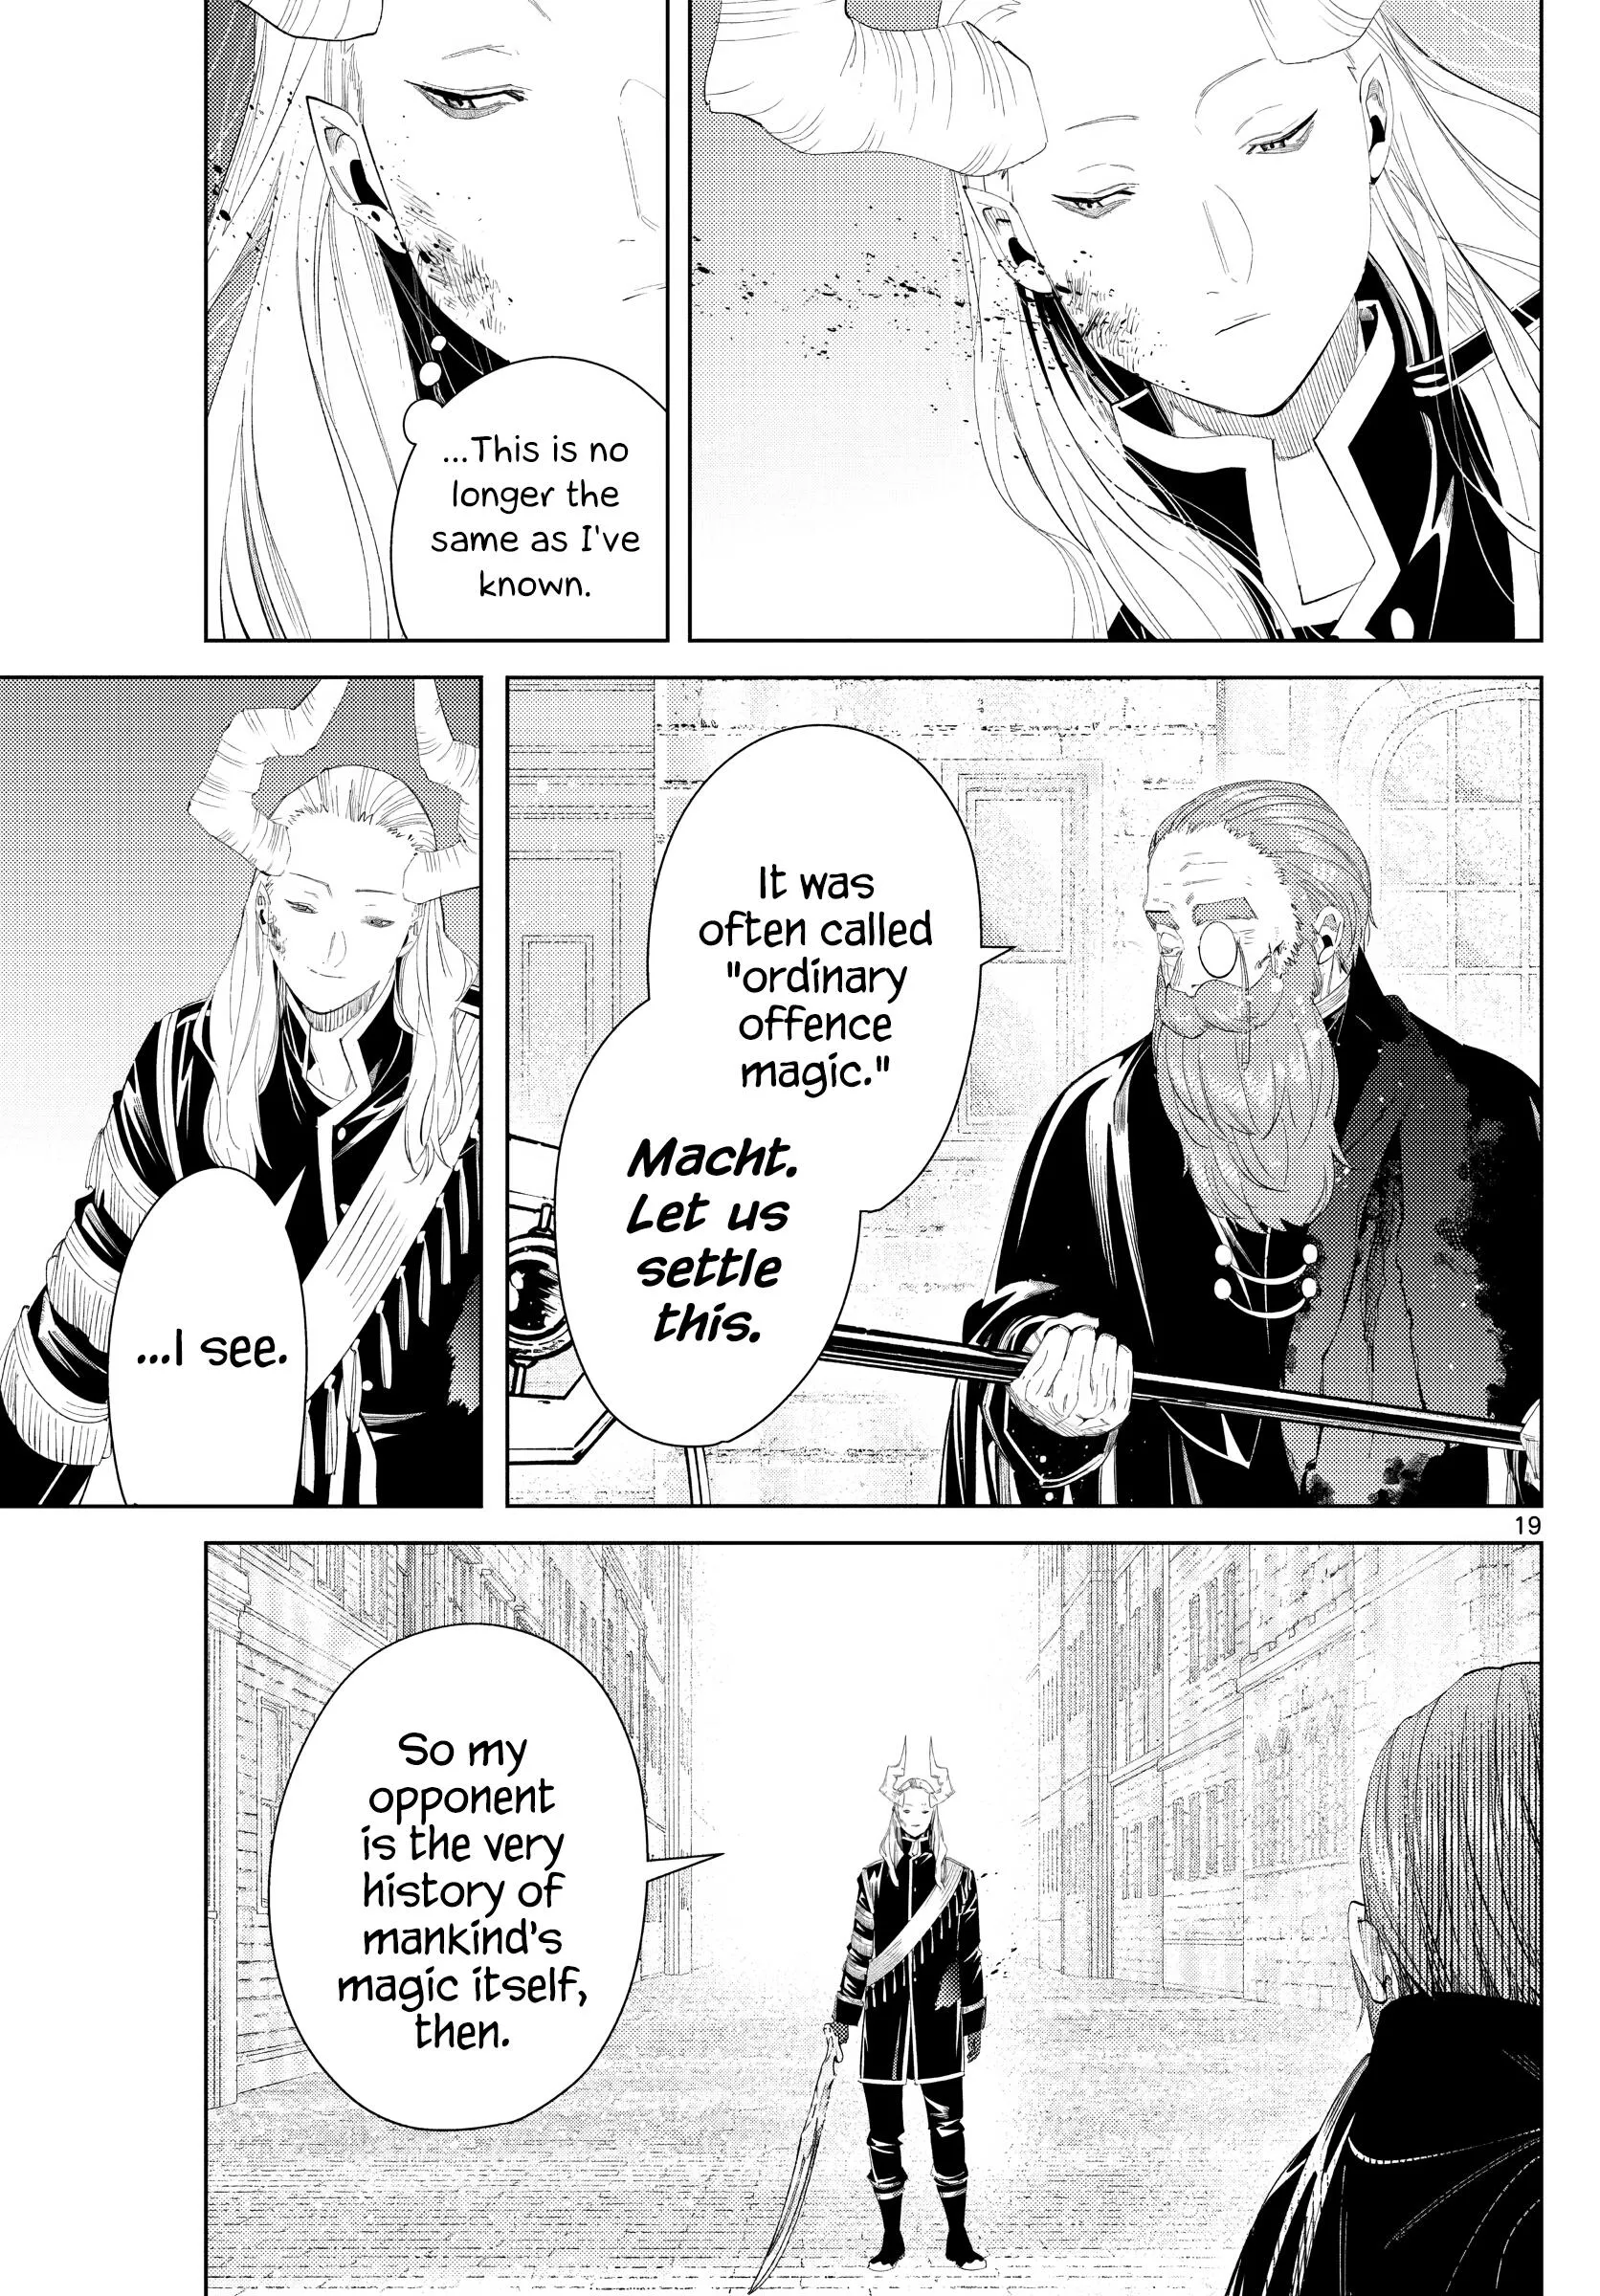 ...This is no
longer the
same as I've
known.
It was
often called
"ordinary
offence
magic."
Macht.
Let us
settle
this.
...I see.
19
So my
opponent
is the very
history of
mankind's
magic itself,
then.